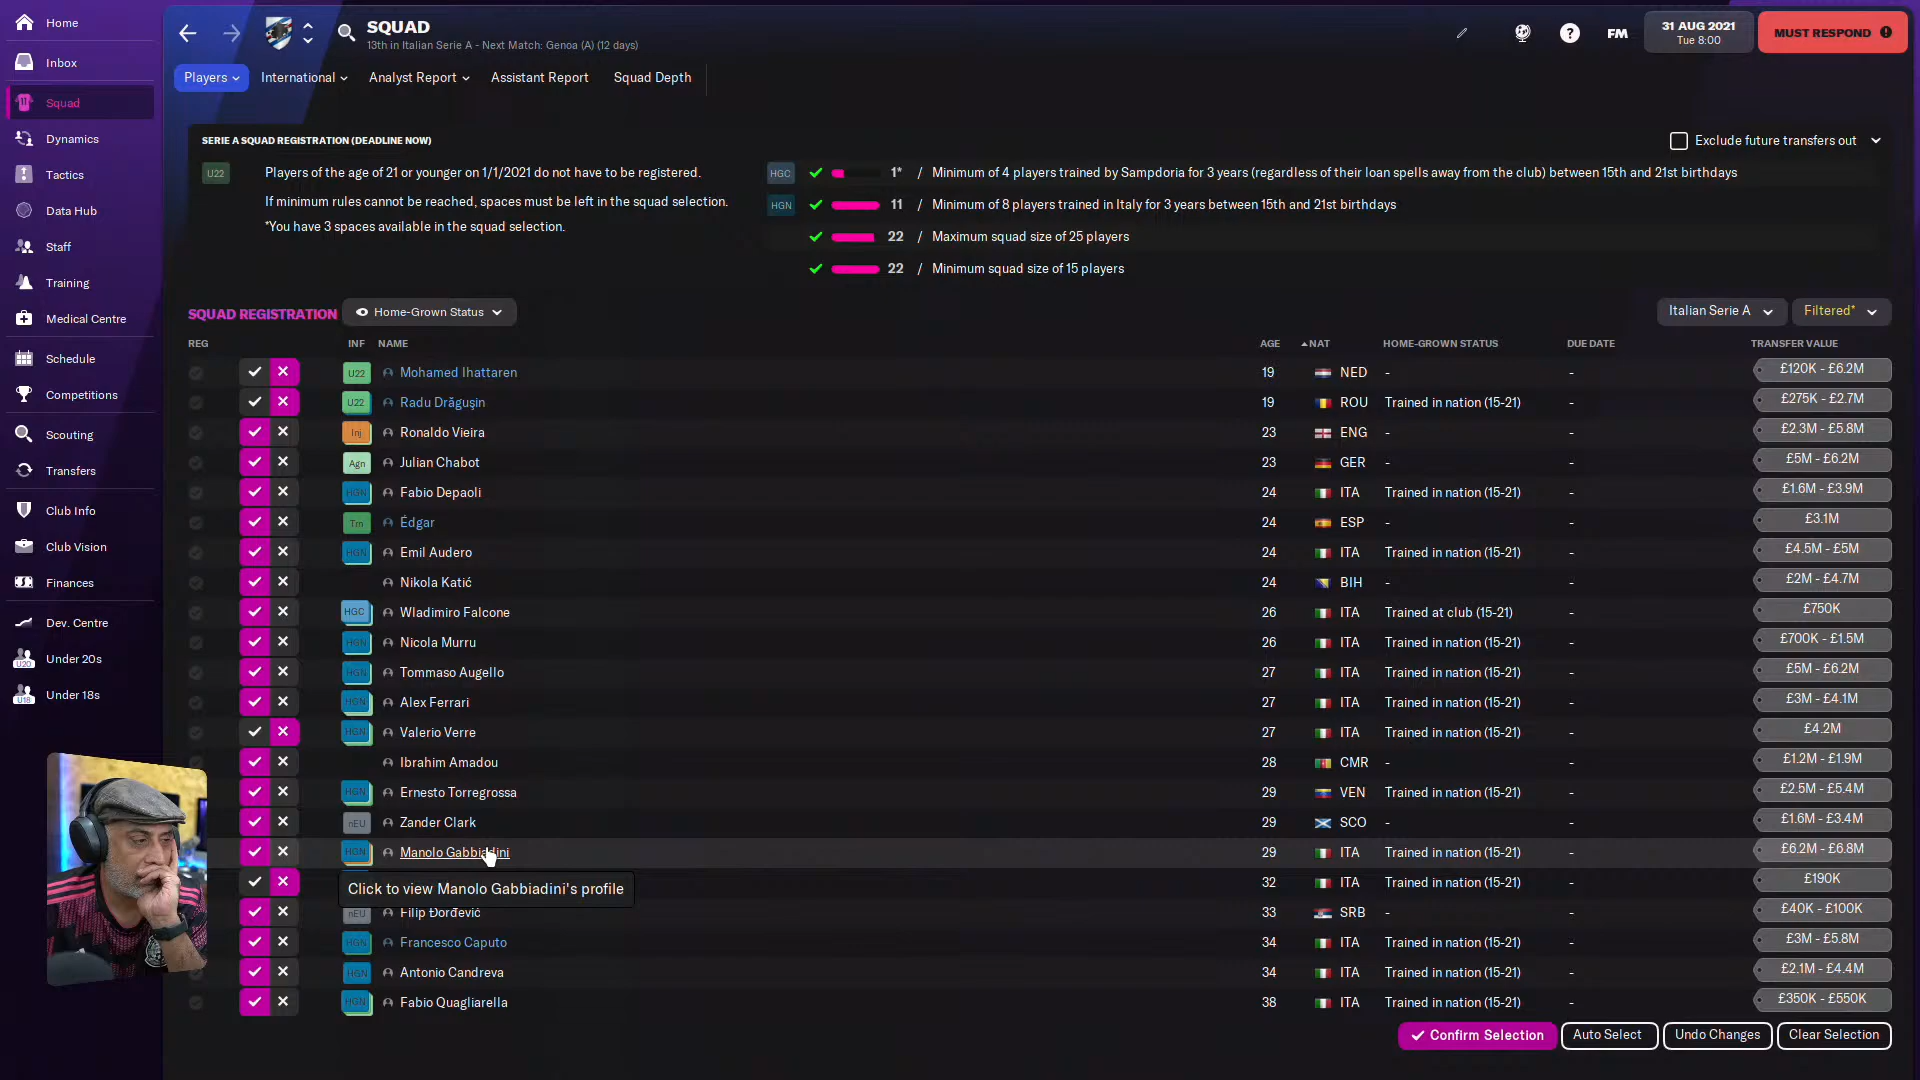 Home
Inbox
Squad
Dynamics
Tactics
Data Hub
Staff
Training
Medical Centre
Schedule
Competitions
Scouting
Transfers
Club Info
Club Vision
Finances
Dev. Centre
U20 Under 20s
U18 Under 18s
SQUAD
13th in Italian Serie A - Next Match: Genoa (A) (12 days)
? FM
31 AUG 2021
Tue 8:00
MUST RESPOND
Players International Analyst Report Assistant Report Squad Depth
SERIE A SQUAD REGISTRATION (DEADLINE NOW)
Exclude future transfers out
U22 Players of the age of 21 or younger on 1/1/2021 do not have to be registered.
If minimum rules cannot be reached, spaces must be left in the squad selection.
*You have 3 spaces available in the squad selection.
HGC 1* / Minimum of 4 players trained by Sampdoria for 3 years (regardless of their loan spells away from the club) between 15th and 21st birthdays
HGN 11 / Minimum of 8 players trained in Italy for 3 years between 15th and 21st birthdays
22 / Maximum squad size of 25 players
22 / Minimum squad size of 15 players
SQUAD REGISTRATION Home-Grown Status Italian Serie A Filtered*
REG INF NAME AGE NAT HOME-GROWN STATUS DUE DATE TRANSFER VALUE
U22 Mohamed Ihattaren 19 NED - - £120K - £6.2M
U22 Radu Drăguşin 19 ROU Trained in nation (15-21) - £275K - £2.7M
Inj Ronaldo Vieira 23 ENG - - £2.3M - £5.8M
Agn Julian Chabot 23 GER - - £5M - £6.2M
HGN Fabio Depaoli 24 ITA Trained in nation (15-21) - £1.6M - £3.9M
Trn Édgar 24 ESP - - £3.1M
HGN Emil Audero 24 ITA Trained in nation (15-21) - £4.5M - £5M
Nikola Katić 24 BIH - - £2M - £4.7M
HGC Wladimiro Falcone 26 ITA Trained at club (15-21) - £750K
HGN Nicola Murru 26 ITA Trained in nation (15-21) - £700K - £1.5M
HGN Tommaso Augello 27 ITA Trained in nation (15-21) - £5M - £6.2M
HGN Alex Ferrari 27 ITA Trained in nation (15-21) - £3M - £4.1M
HGN Valerio Verre 27 ITA Trained in nation (15-21) - £4.2M
Ibrahim Amadou 28 CMR - - £1.2M - £1.9M
HGN Ernesto Torregrossa 29 VEN Trained in nation (15-21) - £2.5M - £5.4M
nEU Zander Clark 29 SCO - - £1.6M - £3.4M
HGN Manolo Gabbiadini 29 ITA Trained in nation (15-21) - £6.2M - £6.8M
Click to view Manolo Gabbiadini's profile 32 ITA Trained in nation (15-21) - £190K
nEU Filip Đorđević 33 SRB - - £40K - £100K
HGN Francesco Caputo 34 ITA Trained in nation (15-21) - £3M - £5.8M
HGN Antonio Candreva 34 ITA Trained in nation (15-21) - £2.1M - £4.4M
HGN Fabio Quagliarella 38 ITA Trained in nation (15-21) - £350K - £550K
Confirm Selection Auto Select Undo Changes Clear Selection